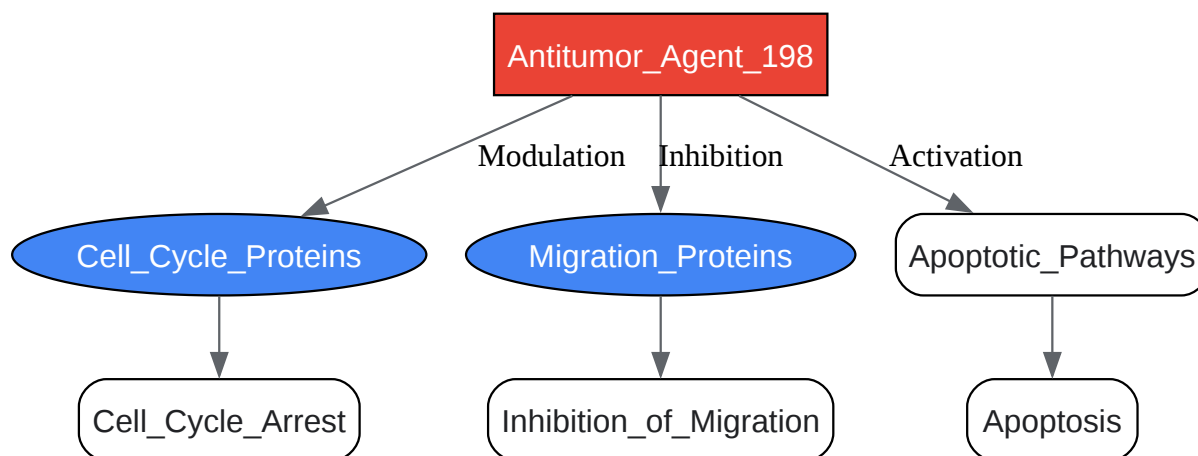 Antitumor_Agent_198
Modulation
Inhibition
Activation
Cell_Cycle_Proteins
Migration_Proteins
Apoptotic_Pathways
Cell_Cycle_Arrest
Inhibition_of_Migration
Apoptosis